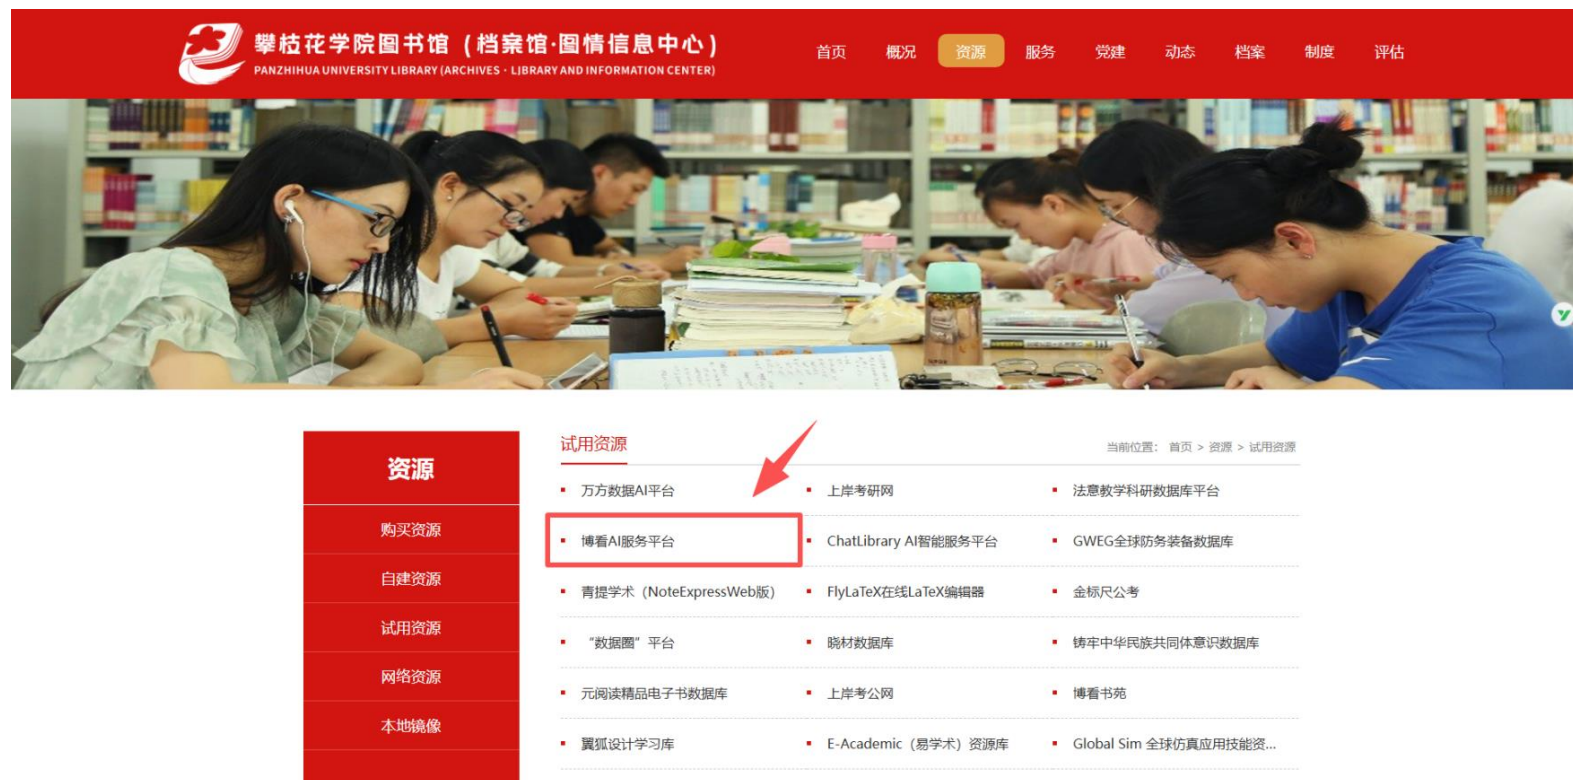 攀枝花学院图书馆（档案馆·图情信息中心）
PANZHIHUA UNIVERSITY LIBRARY (ARCHIVES · LIBRARY AND INFORMATION CENTER)
首页 概况 资源 服务 党建 动态 档案 制度 评估
资源
购买资源
自建资源
试用资源
网络资源
本地镜像
试用资源
当前位置： 首页 > 资源 > 试用资源
万方数据AI平台 上岸考研网 法意教学科研数据库平台
博看AI服务平台 ChatLibrary AI智能服务平台 GWEG全球防务装备数据库
青提学术（NoteExpressWeb版） FlyLaTeX在线LaTeX编辑器 金标尺公考
“数据圈”平台 晓材数据库 铸牢中华民族共同体意识数据库
元阅读精品电子书数据库 上岸考公网 博看书苑
翼狐设计学习库 E-Academic（易学术）资源库 Global Sim 全球仿真应用技能资...